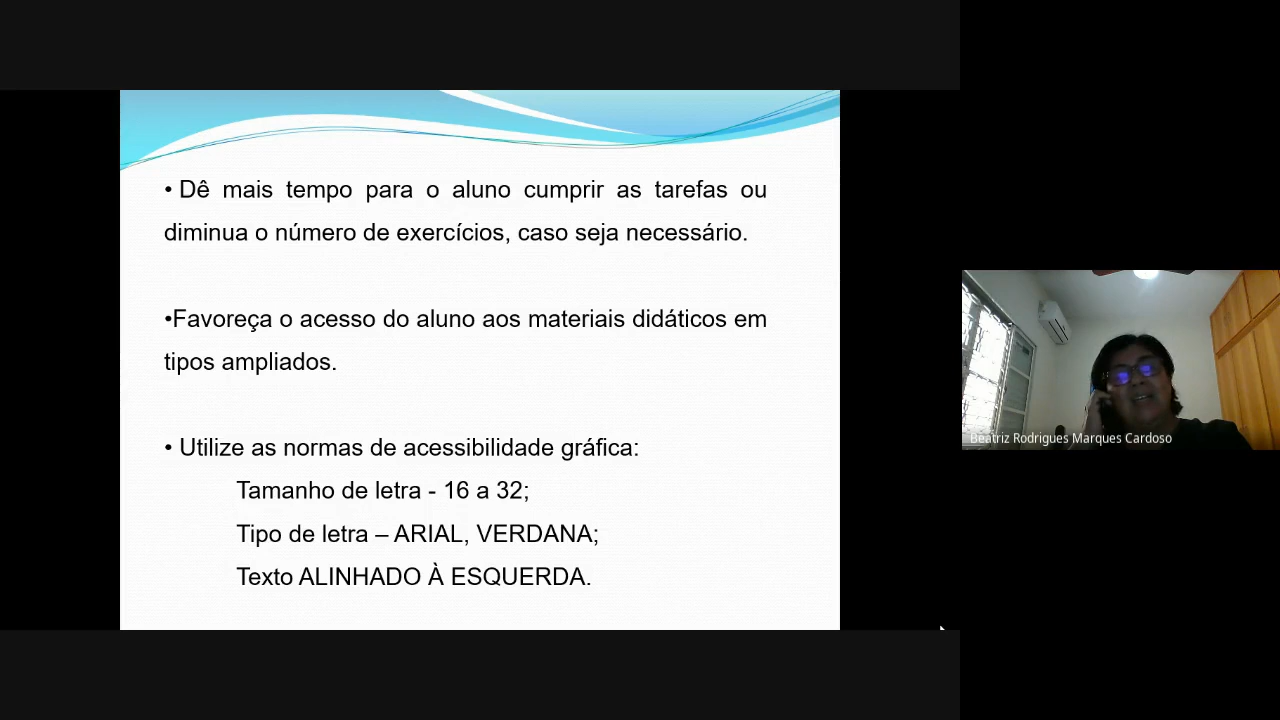 • Dê mais tempo para o aluno cumprir as tarefas ou
diminua o número de exercícios, caso seja necessário.
•Favoreça o acesso do aluno aos materiais didáticos em
tipos ampliados.
• Utilize as normas de acessibilidade gráfica:
Tamanho de letra - 16 a 32;
Tipo de letra – ARIAL, VERDANA;
Texto ALINHADO À ESQUERDA.
Beatriz Rodrigues Marques Cardoso